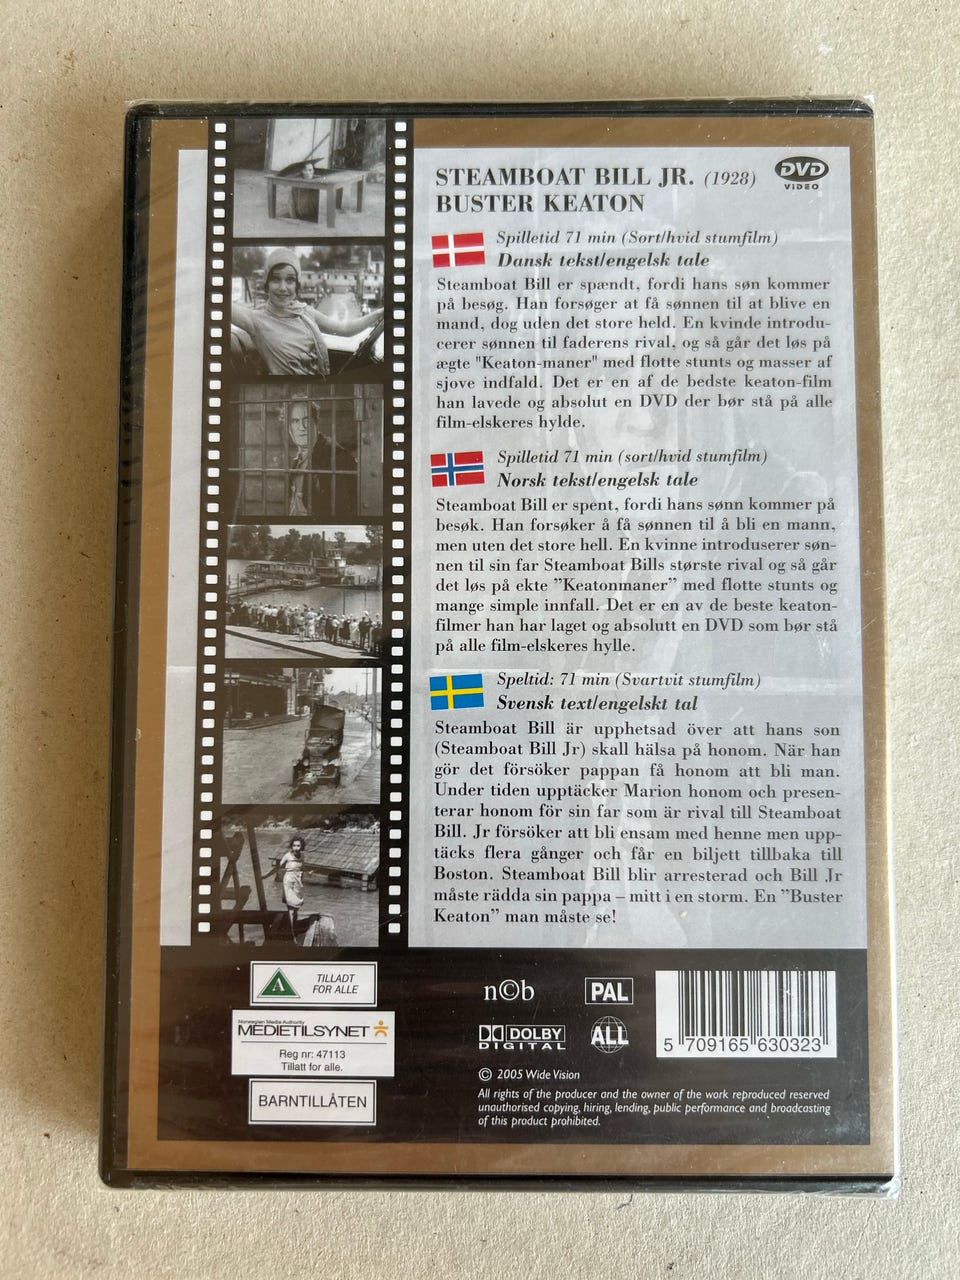 STEAMBOAT BILL JR. (1928)
BUSTER KEATON
DVD
VIDEO
Spilletid 71 min (Sort/hvid stumfilm)
Dansk tekst/engelsk tale
Steamboat Bill er spændt, fordi hans søn kommer
på besøg. Han forsøger at få sønnen til at blive en
mand, dog uden det store held. En kvinde introdu-
cerer sønnen til faderens rival, og så går det løs på
ægte "Keaton-maner" med flotte stunts og masser af
sjove indfald. Det er en af de bedste keaton-film
han lavede og absolut en DVD der bør stå på alle
film-elskeres hylde.
Spilletid 71 min (sort/hvid stumfilm)
Norsk tekst/engelsk tale
Steamboat Bill er spent, fordi hans sønn kommer på
besøk. Han forsøker å få sønnen til å bli en mann,
men uten det store hell. En kvinne introduserer søn-
nen til sin far Steamboat Bills største rival og så går
det løs på ekte ”Keatonmaner” med flotte stunts og
mange simple innfall. Det er en av de beste keaton-
filmer han har laget og absolutt en DVD som bør stå
på alle film-elskeres hylle.
Speltid: 71 min (Svartvit stumfilm)
Svensk text/engelskt tal
Steamboat Bill är upphetsad över att hans son
(Steamboat Bill Jr) skall hälsa på honom. När han
gör det försöker pappan få honom att bli man.
Under tiden upptäcker Marion honom och presen-
terar honom för sin far som är rival till Steamboat
Bill. Jr försöker att bli ensam med henne men upp-
täcks flera gånger och får en biljett tillbaka till
Boston. Steamboat Bill blir arresterad och Bill Jr
måste rädda sin pappa – mitt i en storm. En ”Buster
Keaton” man måste se!
A
TILLADT
FOR ALLE
Norwegian Media Authority
MEDIETILSYNET
Reg nr: 47113
Tillatt for alle.
BARNTILLÅTEN
n©b
PAL
DOLBY
DIGITAL
ALL
5 709165 630323
© 2005 Wide Vision
All rights of the producer and the owner of the work reproduced reserved
unauthorised copying, hiring, lending, public performance and broadcasting
of this product prohibited.